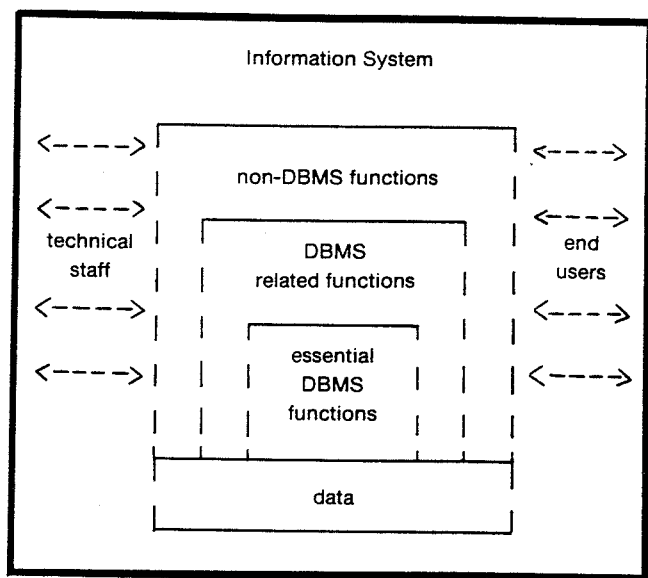 Information System
non-DBMS functions
technical
staff
DBMS
related functions
end
users
essential
DBMS
functions
data